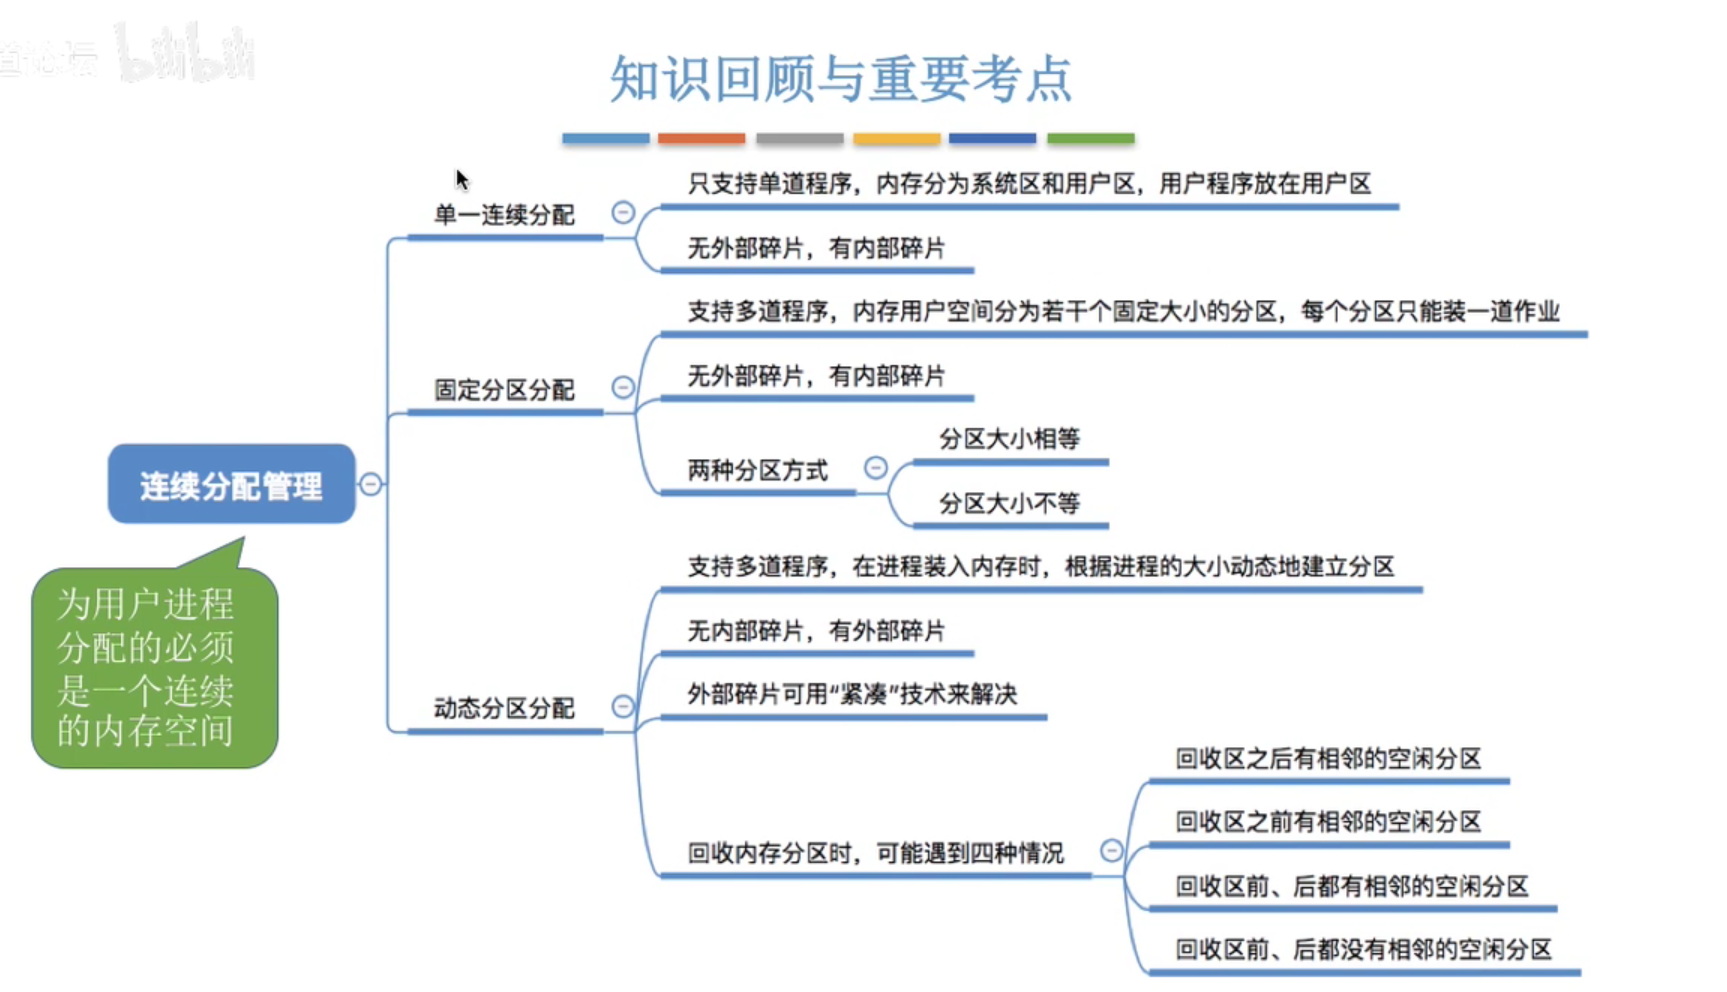 bilibili
知识回顾与重要考点
连续分配管理
为用户进程
分配的必须
是一个连续
的内存空间
单一连续分配
只支持单道程序，内存分为系统区和用户区，用户程序放在用户区
无外部碎片，有内部碎片
固定分区分配
支持多道程序，内存用户空间分为若干个固定大小的分区，每个分区只能装一道作业
无外部碎片，有内部碎片
两种分区方式
分区大小相等
分区大小不等
动态分区分配
支持多道程序，在进程装入内存时，根据进程的大小动态地建立分区
无内部碎片，有外部碎片
外部碎片可用“紧凑”技术来解决
回收内存分区时，可能遇到四种情况
回收区之后有相邻的空闲分区
回收区之前有相邻的空闲分区
回收区前、后都有相邻的空闲分区
回收区前、后都没有相邻的空闲分区